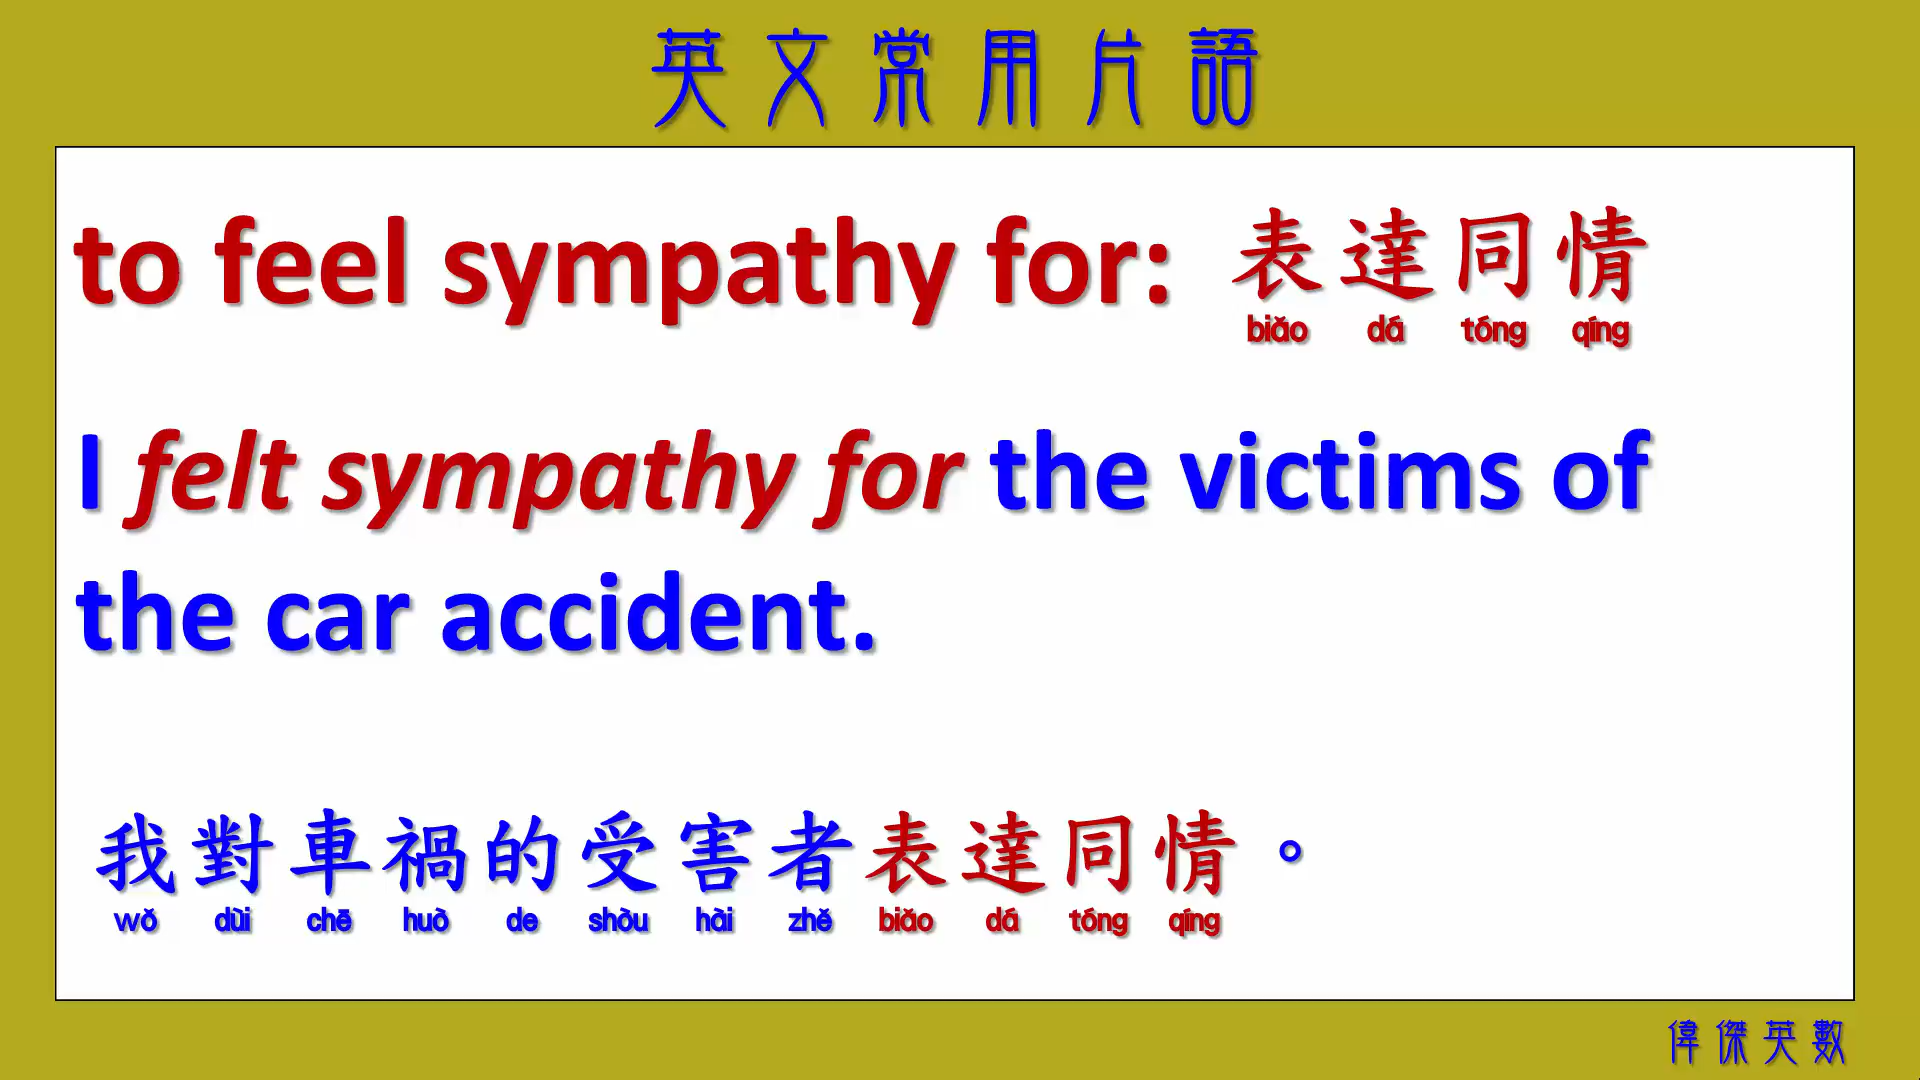 英文常用片語
to feel sympathy for: 表達同情
biǎo dá tóng qíng
I felt sympathy for the victims of
the car accident.
我對車禍的受害者表達同情。
wǒ dùi chē huò de shòu hài zhě biǎo dá tóng qíng
偉傑英數